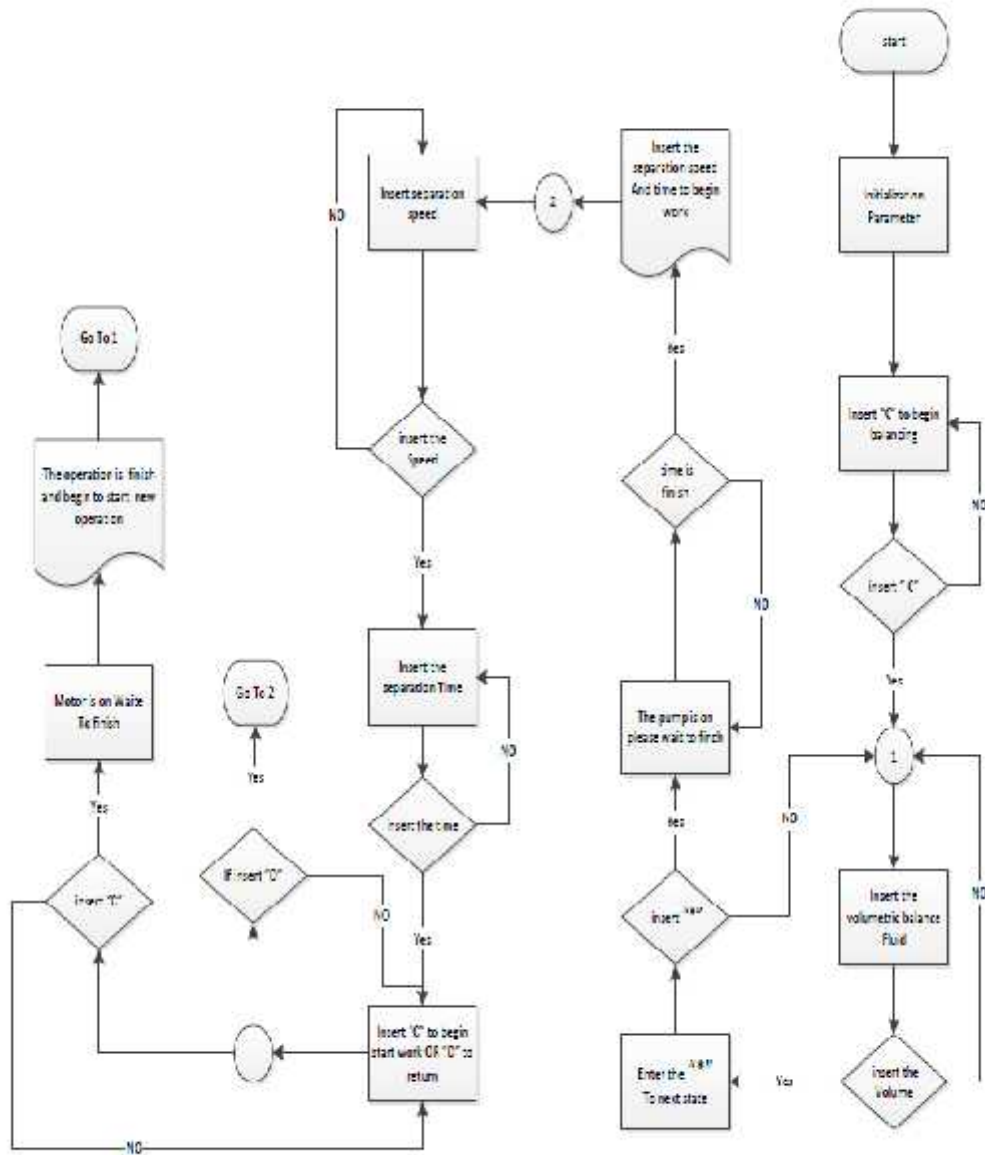 start
Initialization
Parameter
Insert "C" to begin
balancing
NO
insert "C"
Yes
1
Insert the
volumetric balance
Fluid
NO
insert the
volume
Yes
Enter the
To next state
insert
NO
Yes
The pump is on
please wait to finch
NO
time is
finish
Yes
Insert the
separation speed
And time to begin
work
2
Insert separation
speed
NO
insert the
Speed
Yes
Insert the
separation Time
NO
insert the time
Yes
Insert "C" to begin
start work OR "D" to
return
NO
If insert "D"
Yes
Go To 2
insert "C"
NO
Yes
Motor is on Waite
To finish
The operation is finish
and begin to start new
operation
Go To 1